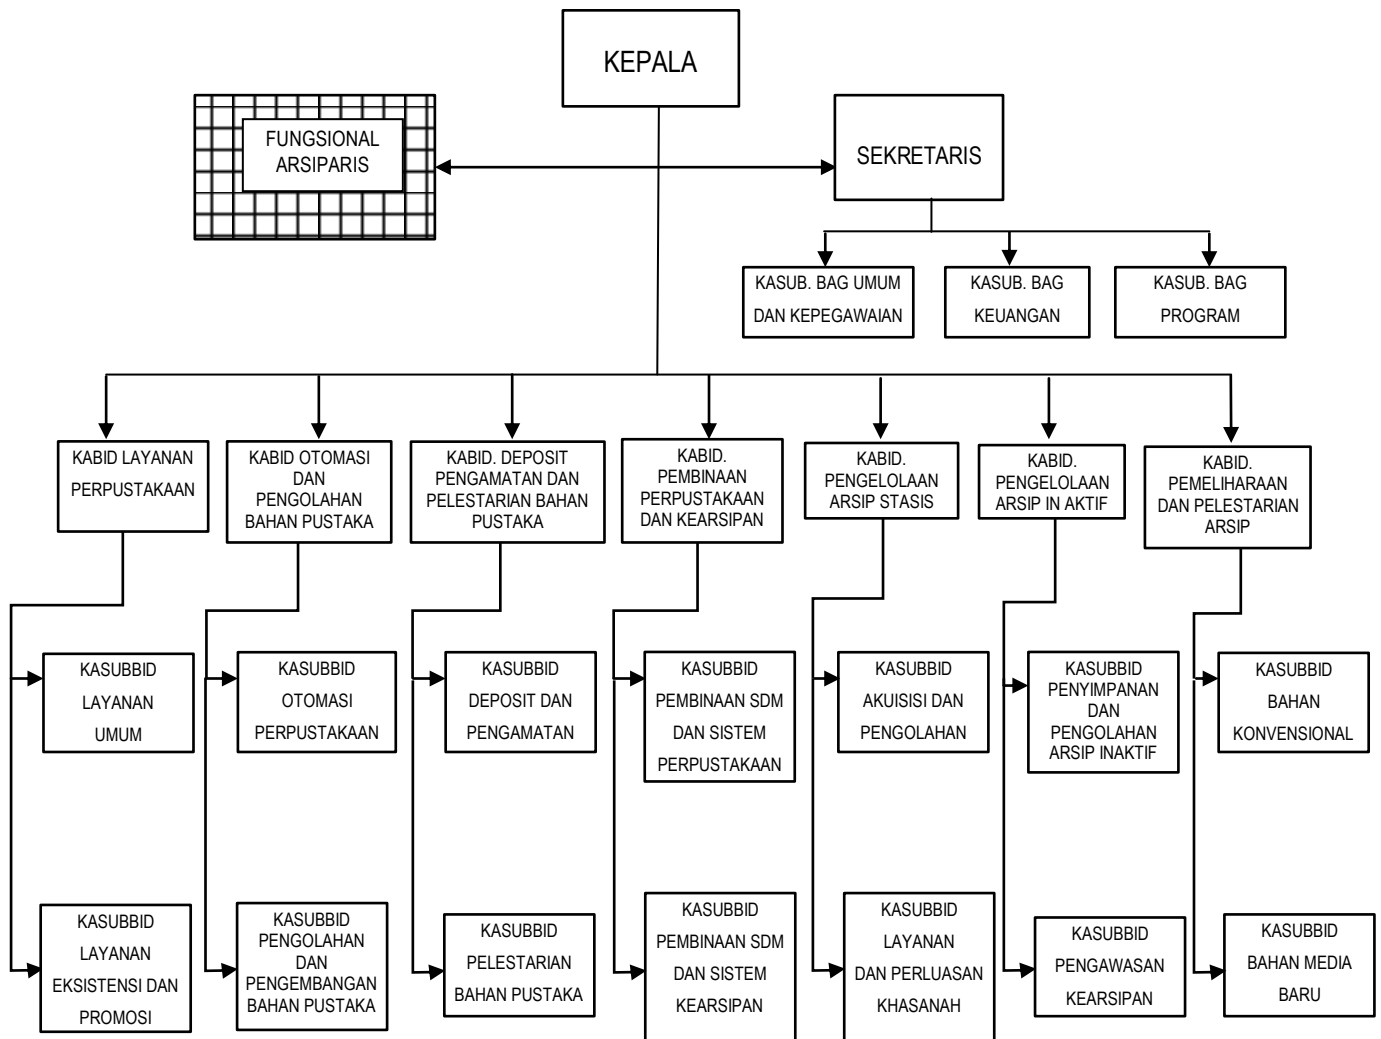 KEPALA
FUNGSIONAL
ARSIPARIS
SEKRETARIS
KASUB. BAG UMUM
DAN KEPEGAWAIAN
KASUB. BAG
KEUANGAN
KASUB. BAG
PROGRAM
KABID LAYANAN
PERPUSTAKAAN
KABID OTOMASI
DAN
PENGOLAHAN
BAHAN PUSTAKA
KABID. DEPOSIT
PENGAMATAN DAN
PELESTARIAN BAHAN
PUSTAKA
KABID.
PEMBINAAN
PERPUSTAKAAN
DAN KEARSIPAN
KABID.
PENGELOLAAN
ARSIP STASIS
KABID.
PENGELOLAAN
ARSIP IN AKTIF
KABID.
PEMELIHARAAN
DAN PELESTARIAN
ARSIP
KASUBBID
LAYANAN
UMUM
KASUBBID
OTOMASI
PERPUSTAKAAN
KASUBBID
DEPOSIT DAN
PENGAMATAN
KASUBBID
PEMBINAAN SDM
DAN SISTEM
PERPUSTAKAAN
KASUBBID
AKUISISI DAN
PENGOLAHAN
KASUBBID
PENYIMPANAN
DAN
PENGOLAHAN
ARSIP INAKTIF
KASUBBID
BAHAN
KONVENSIONAL
KASUBBID
LAYANAN
EKSISTENSI DAN
PROMOSI
KASUBBID
PENGOLAHAN
DAN
PENGEMBANGAN
BAHAN PUSTAKA
KASUBBID
PELESTARIAN
BAHAN PUSTAKA
KASUBBID
PEMBINAAN SDM
DAN SISTEM
KEARSIPAN
KASUBBID
LAYANAN
DAN PERLUASAN
KHASANAH
KASUBBID
PENGAWASAN
KEARSIPAN
KASUBBID
BAHAN MEDIA
BARU